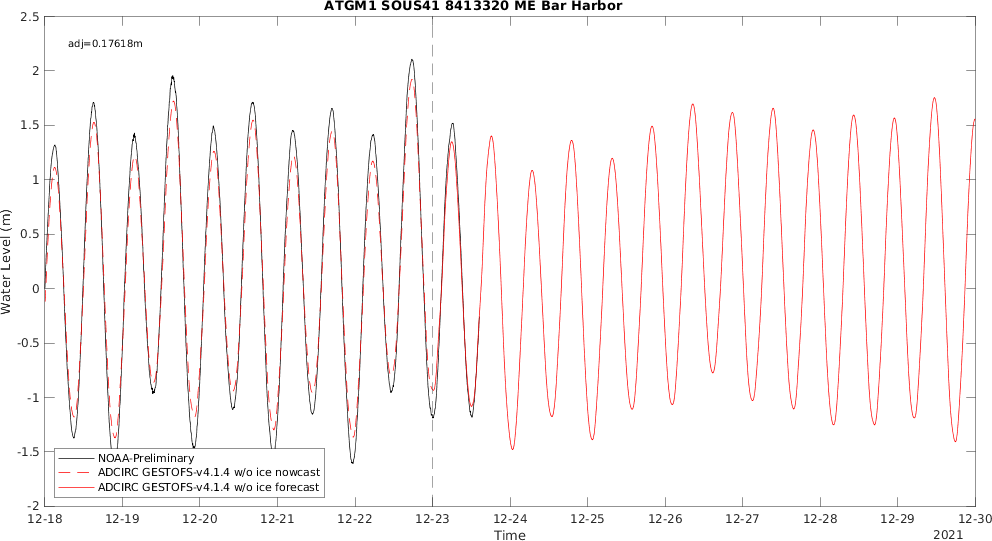 ATGM1 SOUS41 8413320 ME Bar Harbor
adj=0.17618m
Water Level (m)
2.5
2
1.5
1
0.5
0
-0.5
-1
-1.5
-2
NOAA-Preliminary
ADCIRC GESTOFS-v4.1.4 w/o ice nowcast
ADCIRC GESTOFS-v4.1.4 w/o ice forecast
12-18 12-19 12-20 12-21 12-22 12-23 12-24 12-25 12-26 12-27 12-28 12-29 12-30
Time
2021